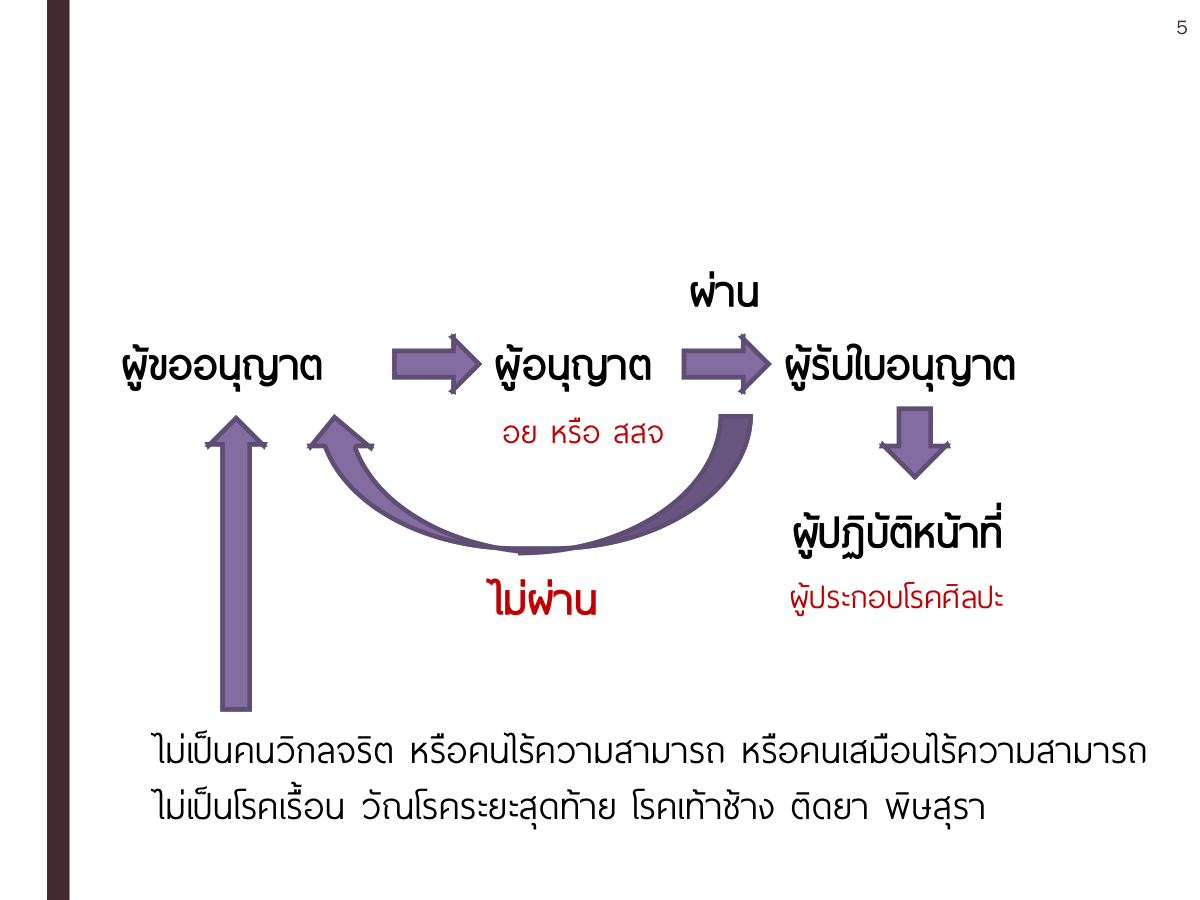 5
ผ่าน
ผู้ขออนุญาต ผู้อนุญาต ผู้รับใบอนุญาต
อย หรือ สสจ
ผู้ปฏิบัติหน้าที่
ไม่ผ่าน
ผู้ประกอบโรคศิลปะ
ไม่เป็นคนวิกลจริต หรือคนไร้ความสามารถ หรือคนเสมือนไร้ความสามารถ
ไม่เป็นโรคเรื้อน วัณโรคระยะสุดท้าย โรคเท้าช้าง ติดยา พิษสุรา